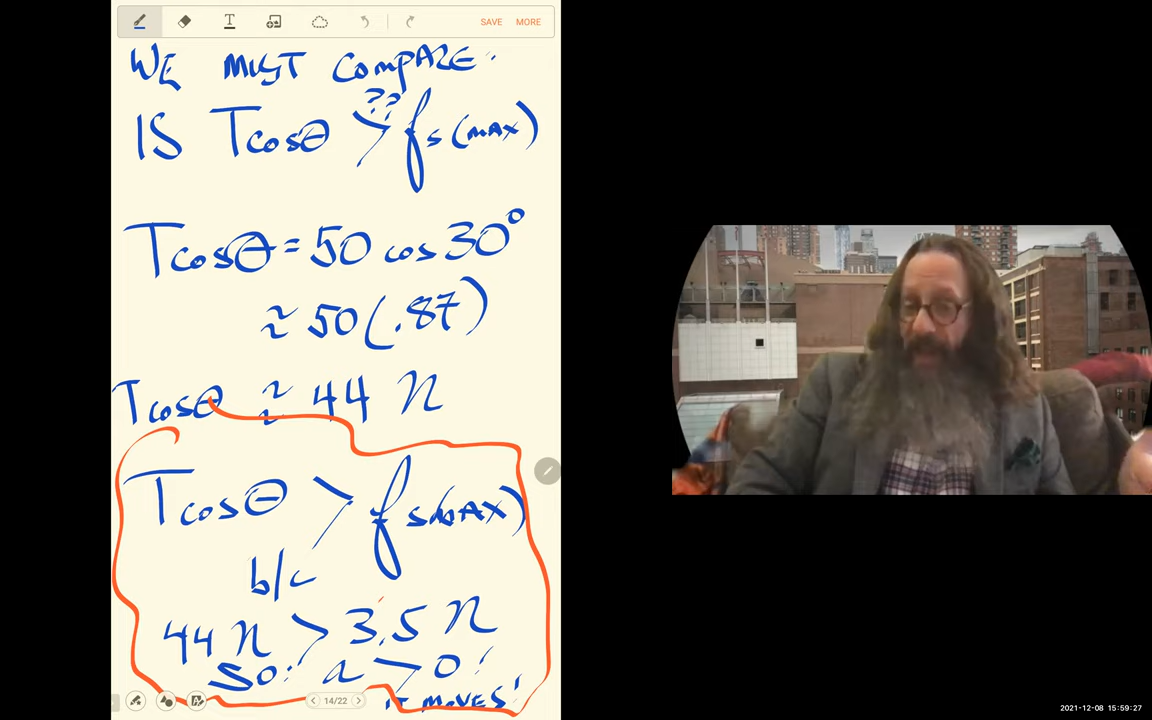 SAVE MORE
WE MUST COMPARE:
??
IS Tcosθ > fs(MAX)
Tcosθ = 50 cos 30°
≈ 50(.87)
Tcosθ ≈ 44 N
Tcosθ > fs(MAX)
b/c
44 N > 3.5 N
SO: a > 0!
IT MOVES!
14/22
2021-12-08 15:59:27